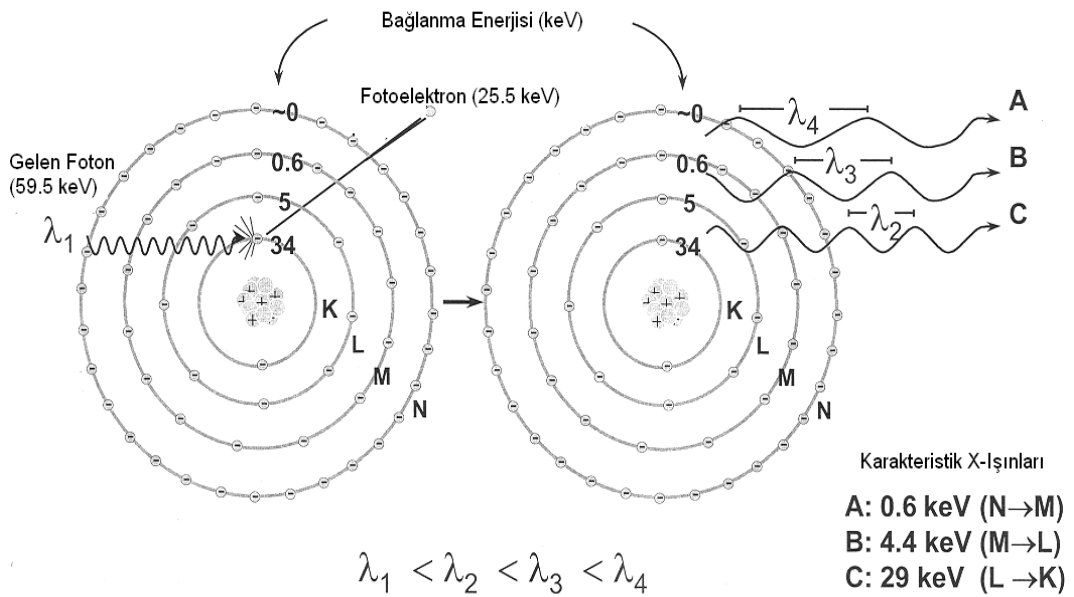 Bağlanma Enerjisi (keV)
Fotoelektron (25.5 keV)
Gelen Foton
(59.5 keV)
λ1
~0
0.6
5
34
K
L
M
N
~0
0.6
5
34
K
L
M
N
λ4
A
λ3
B
λ2
C
Karakteristik X-Işınları
A: 0.6 keV (N→M)
B: 4.4 keV (M→L)
C: 29 keV (L →K)
λ1 < λ2 < λ3 < λ4